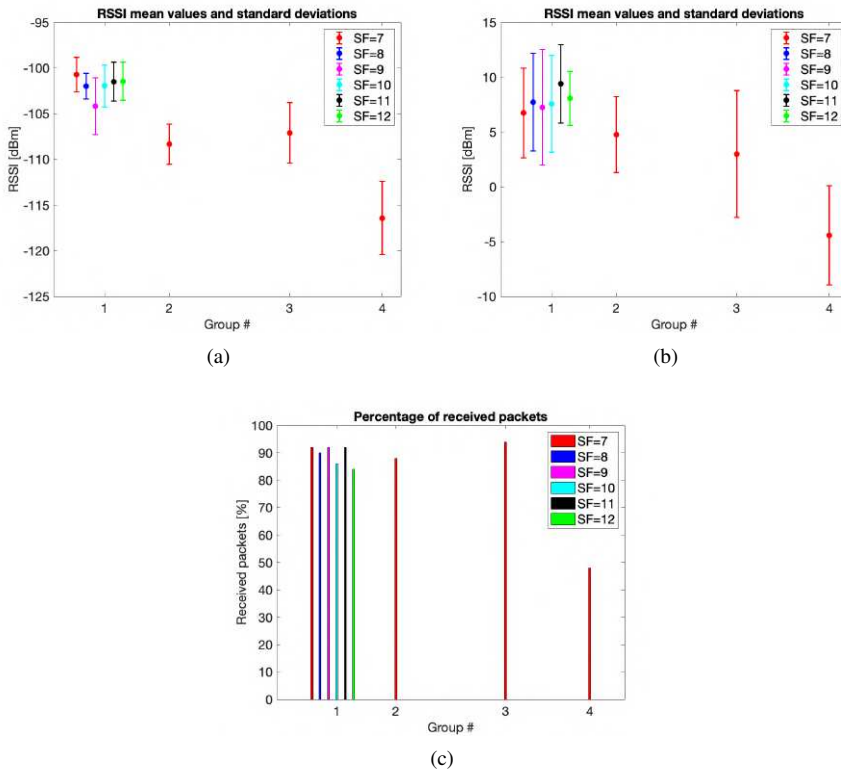 RSSI mean values and standard deviations
-95
-100
-105
-110
-115
-120
-125
RSSI [dBm]
1
2
3
4
Group #
SF=7
SF=8
SF=9
SF=10
SF=11
SF=12
(a)
RSSI mean values and standard deviations
15
10
5
0
-5
-10
RSSI [dBm]
1
2
3
4
Group #
SF=7
SF=8
SF=9
SF=10
SF=11
SF=12
(b)
Percentage of received packets
100
90
80
70
60
50
40
30
20
10
0
Received packets [%]
1
2
3
4
Group #
SF=7
SF=8
SF=9
SF=10
SF=11
SF=12
(c)